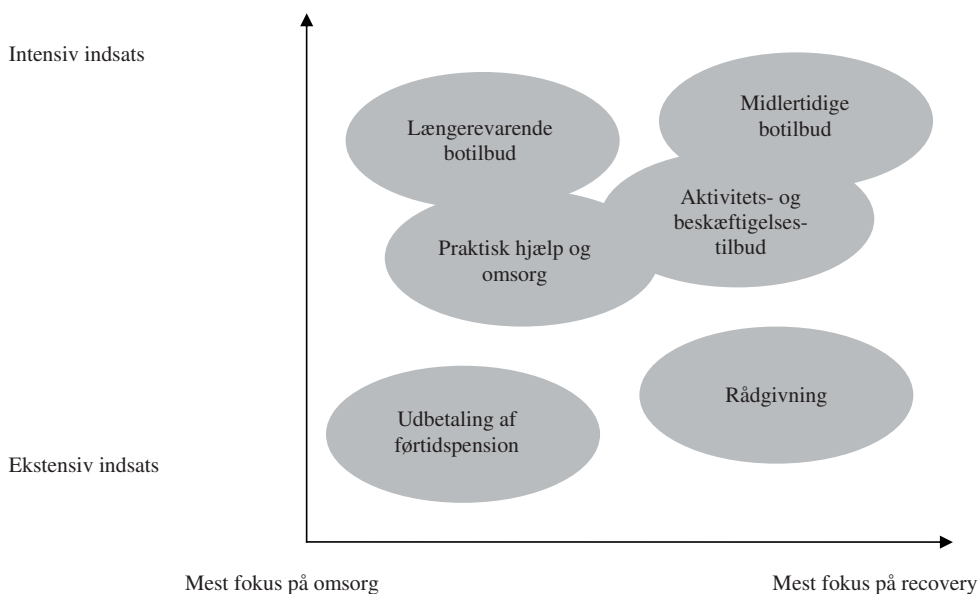 Intensiv indsats
Længerevarende
botilbud
Midlertidige
botilbud
Praktisk hjælp og
omsorg
Aktivitets- og
beskæftigelses-
tilbud
Udbetaling af
førtidspension
Rådgivning
Ekstensiv indsats
Mest fokus på omsorg
Mest fokus på recovery